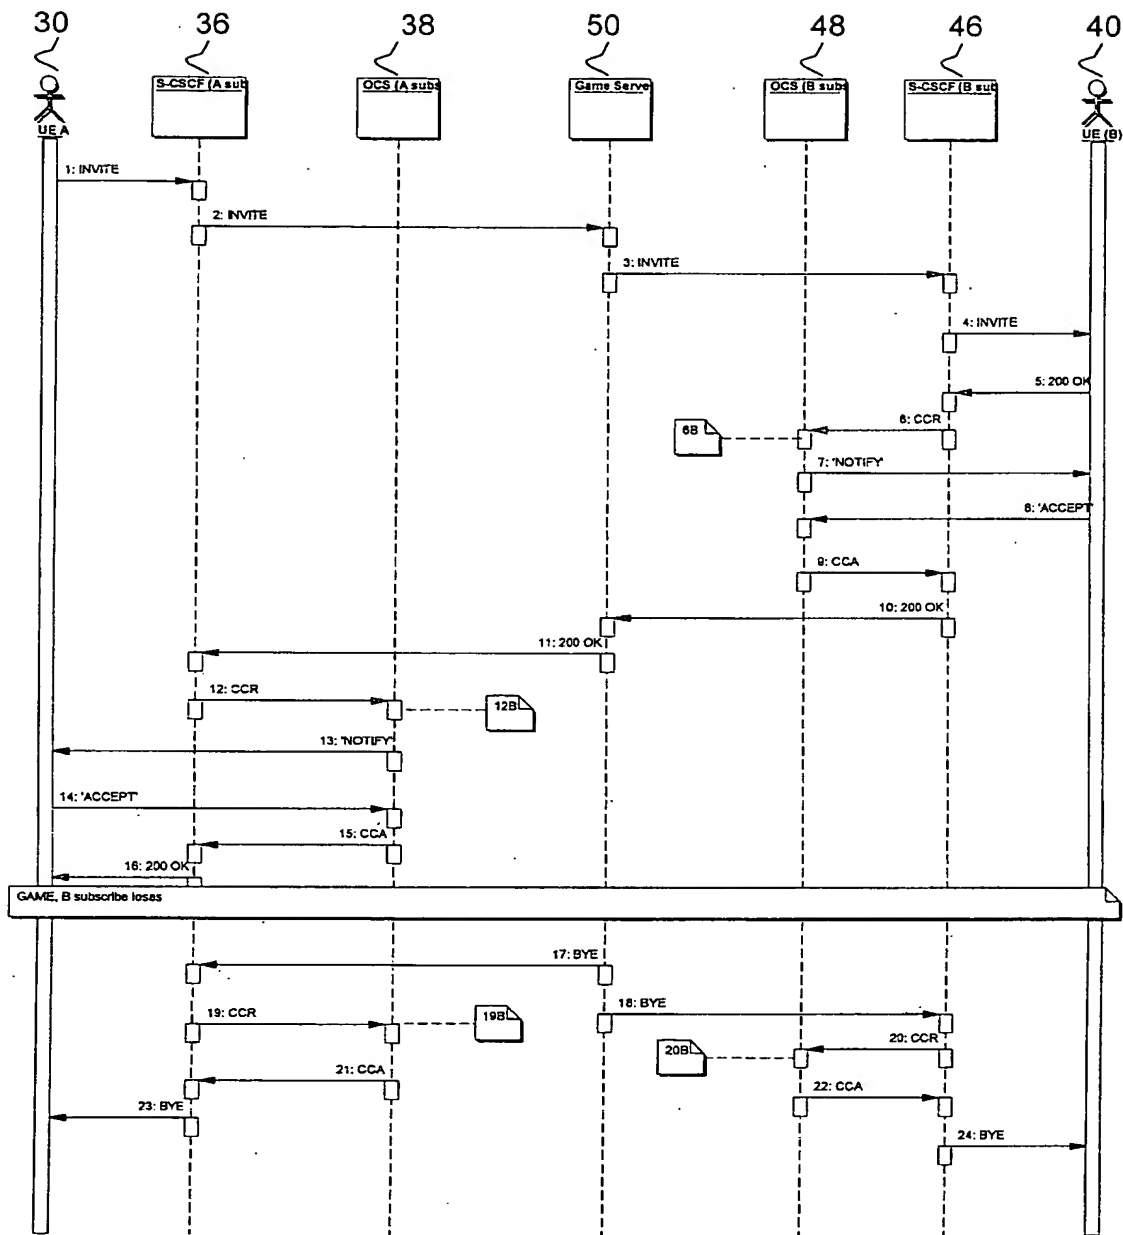 30 36 38 50 48 46 40
S-CSCF (A sub OCS (A subs Game Serve OCS (B subs S-CSCF (B sub
UE A UE (B)
1: INVITE
2: INVITE
3: INVITE
4: INVITE
5: 200 OK
6: CCR
6B
7: 'NOTIFY'
8: 'ACCEPT'
9: CCA
10: 200 OK
11: 200 OK
12: CCR
12B
13: 'NOTIFY'
14: 'ACCEPT'
15: CCA
16: 200 OK
GAME, B subscribe loses
17: BYE
18: BYE
19: CCR
19B
20: CCR
20B
21: CCA
22: CCA
23: BYE
24: BYE